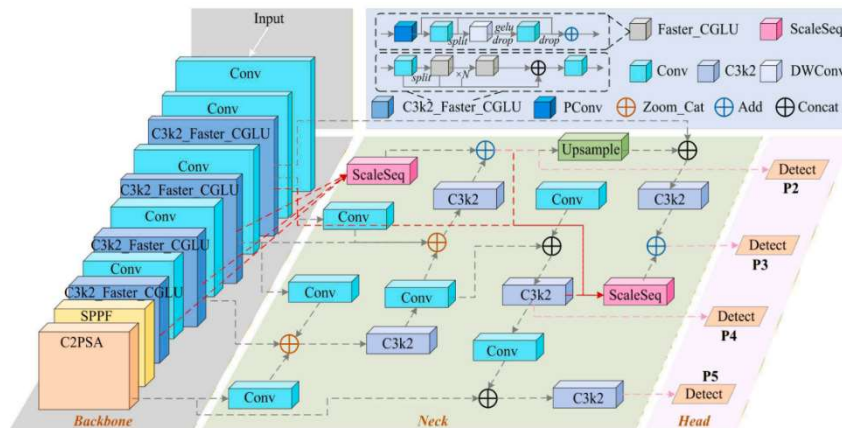 Input
split
gelu
drop
drop
Faster_CGLU
ScaleSeq
split
×N
Conv
C3k2
DWConv
C3k2_Faster_CGLU
PConv
Zoom_Cat
Add
Concat
Conv
Conv
C3k2_Faster_CGLU
Conv
C3k2_Faster_CGLU
Conv
C3k2_Faster_CGLU
Conv
C3k2_Faster_CGLU
SPPF
C2PSA
Backbone
ScaleSeq
Upsample
C3k2
Conv
C3k2
Conv
Conv
Conv
C3k2
ScaleSeq
C3k2
Conv
Conv
C3k2
Neck
Detect
P2
Detect
P3
Detect
P4
P5
Detect
Head